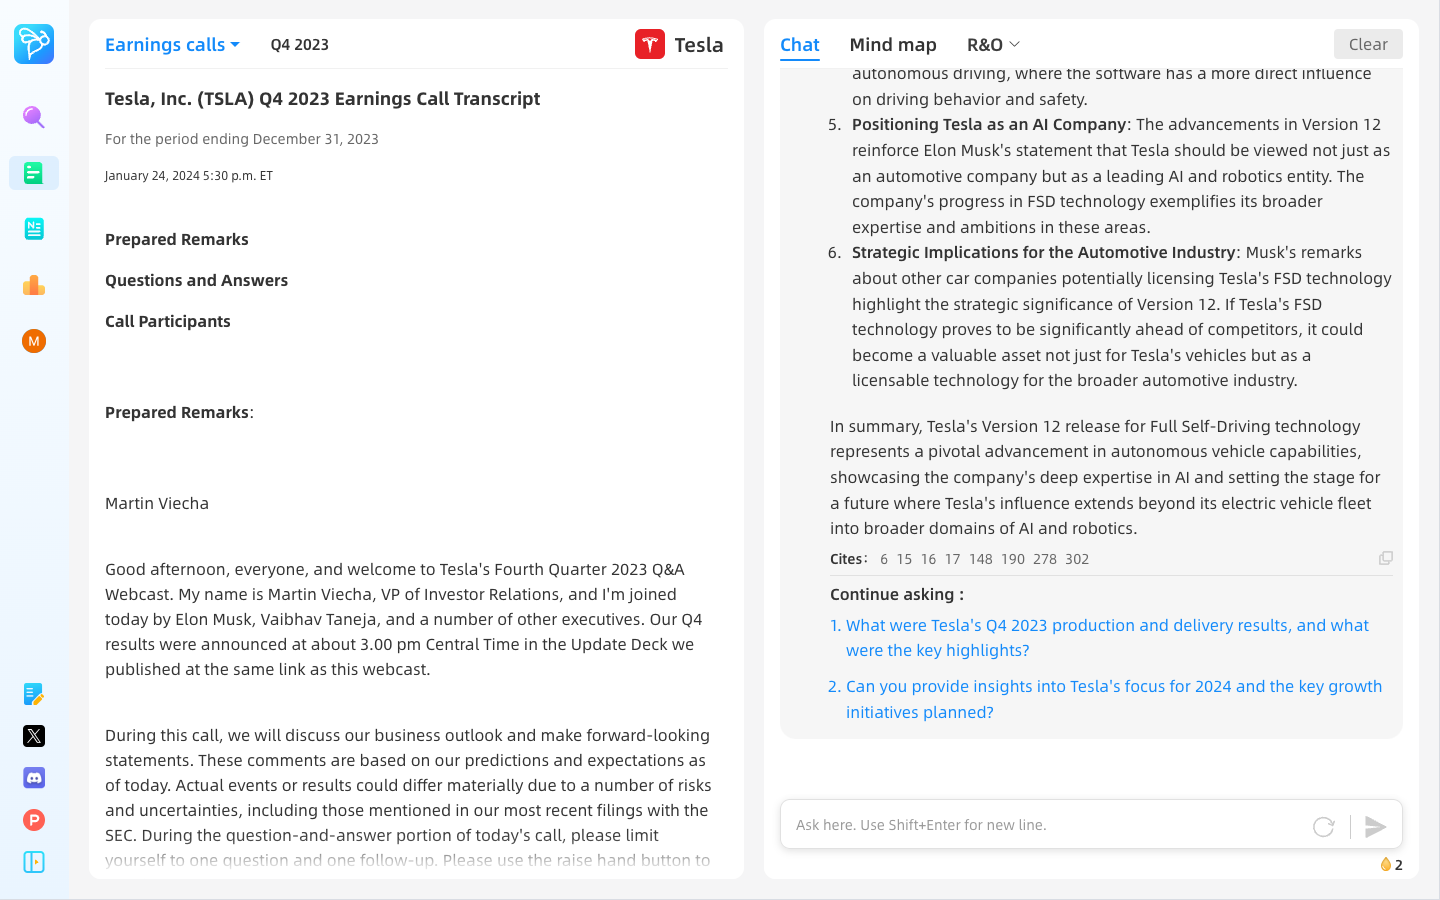 Earnings calls
Q4 2023
Tesla
Tesla, Inc. (TSLA) Q4 2023 Earnings Call Transcript
For the period ending December 31, 2023
January 24, 2024 5:30 p.m. ET
Prepared Remarks
Questions and Answers
Call Participants
Prepared Remarks:
Martin Viecha
Good afternoon, everyone, and welcome to Tesla's Fourth Quarter 2023 Q&A
Webcast. My name is Martin Viecha, VP of Investor Relations, and I'm joined
today by Elon Musk, Vaibhav Taneja, and a number of other executives. Our Q4
results were announced at about 3.00 pm Central Time in the Update Deck we
published at the same link as this webcast.
During this call, we will discuss our business outlook and make forward-looking
statements. These comments are based on our predictions and expectations as
of today. Actual events or results could differ materially due to a number of risks
and uncertainties, including those mentioned in our most recent filings with the
SEC. During the question-and-answer portion of today's call, please limit
yourself to one question and one follow-up. Please use the raise hand button to
Chat
Mind map
R&O
Clear
autonomous driving, where the software has a more direct influence
on driving behavior and safety.
5. Positioning Tesla as an AI Company: The advancements in Version 12
reinforce Elon Musk's statement that Tesla should be viewed not just as
an automotive company but as a leading AI and robotics entity. The
company's progress in FSD technology exemplifies its broader
expertise and ambitions in these areas.
6. Strategic Implications for the Automotive Industry: Musk's remarks
about other car companies potentially licensing Tesla's FSD technology
highlight the strategic significance of Version 12. If Tesla's FSD
technology proves to be significantly ahead of competitors, it could
become a valuable asset not just for Tesla's vehicles but as a
licensable technology for the broader automotive industry.
In summary, Tesla's Version 12 release for Full Self-Driving technology
represents a pivotal advancement in autonomous vehicle capabilities,
showcasing the company's deep expertise in AI and setting the stage for
a future where Tesla's influence extends beyond its electric vehicle fleet
into broader domains of AI and robotics.
Cites: 6 15 16 17 148 190 278 302
Continue asking :
1. What were Tesla's Q4 2023 production and delivery results, and what
were the key highlights?
2. Can you provide insights into Tesla's focus for 2024 and the key growth
initiatives planned?
Ask here. Use Shift+Enter for new line.
2
M